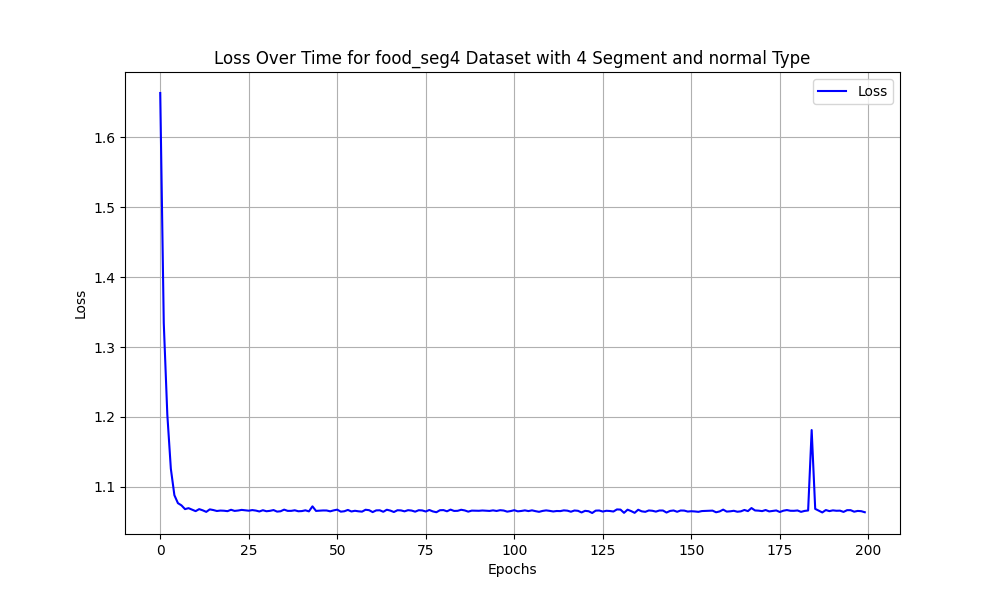 Loss Over Time for food_seg4 Dataset with 4 Segment and normal Type
Loss
1.6
1.5
1.4
1.3
1.2
1.1
Loss
0 25 50 75 100 125 150 175 200
Epochs